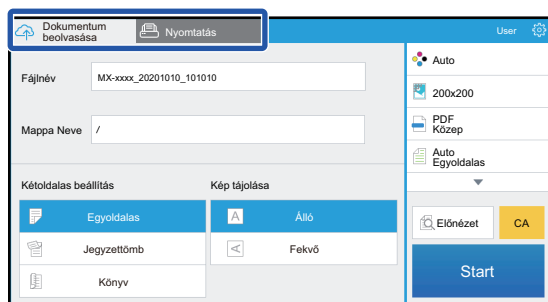 Dokumentum
beolvasása
Nyomtatás
User
Fájlnév
MX-xxxx_20201010_101010
Mappa Neve
/
Kétoldalas beállítás
Kép tájolása
Egyoldalas
A
Álló
Jegyzettömb
A
Fekvő
Könyv
Auto
200x200
PDF
Közep
Auto
Egyoldalas
Előnézet
CA
Start